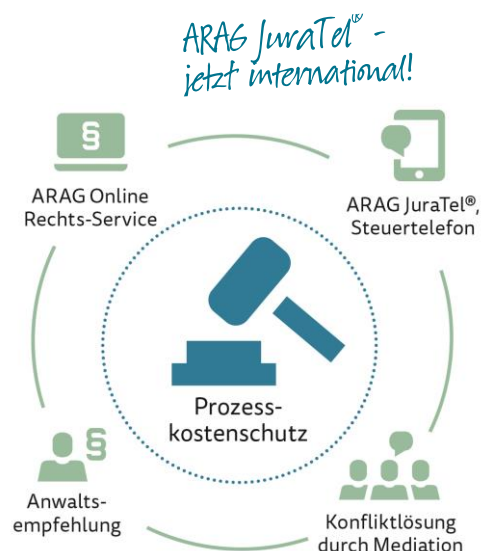 ARAG JuraTel® -
jetzt international!
§
ARAG Online
Rechts-Service
ARAG JuraTel®,
Steuertelefon
Prozess-
kostenschutz
§
Anwalts-
empfehlung
Konfliktlösung
durch Mediation